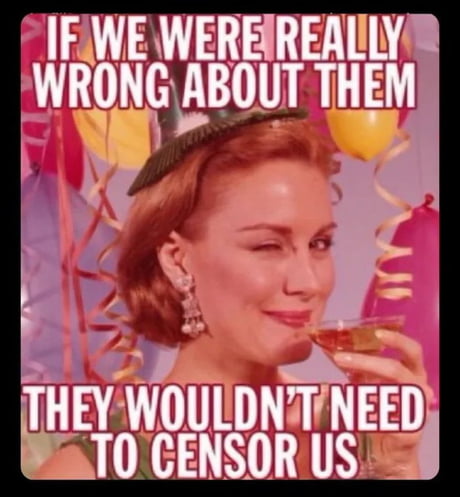 IF WE WERE REALLY
WRONG ABOUT THEM
THEY WOULDN'T NEED
TO CENSOR US